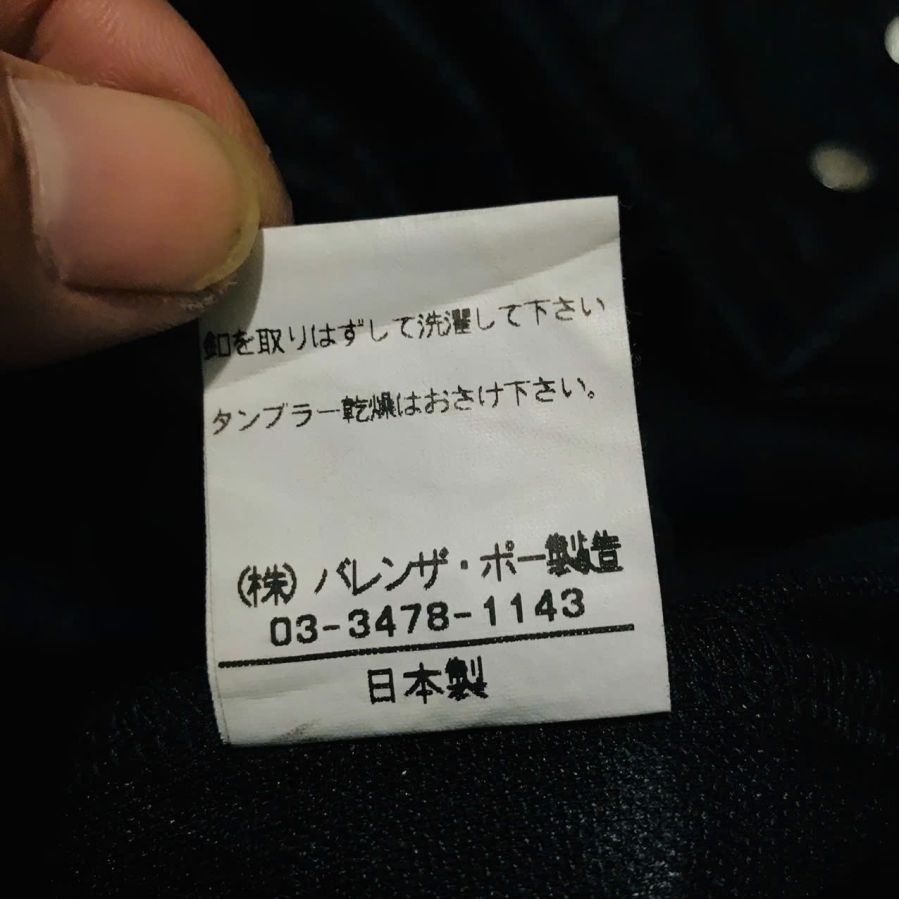 釦を取りはずして洗濯して下さい
タンブラー乾燥はおさけ下さい。
(株)バレンザ・ポー製造
03-3478-1143
日本製